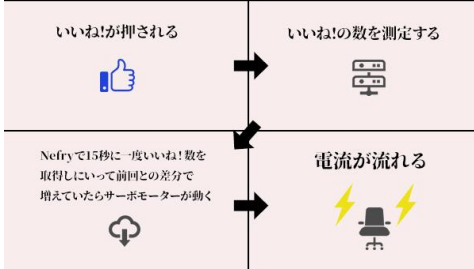 いいね!が押される
いいね!の数を測定する
Nefryで15秒に一度いいね!数を
取得しにいって前回との差分で
増えていたらサーボモーターが動く
電流が流れる